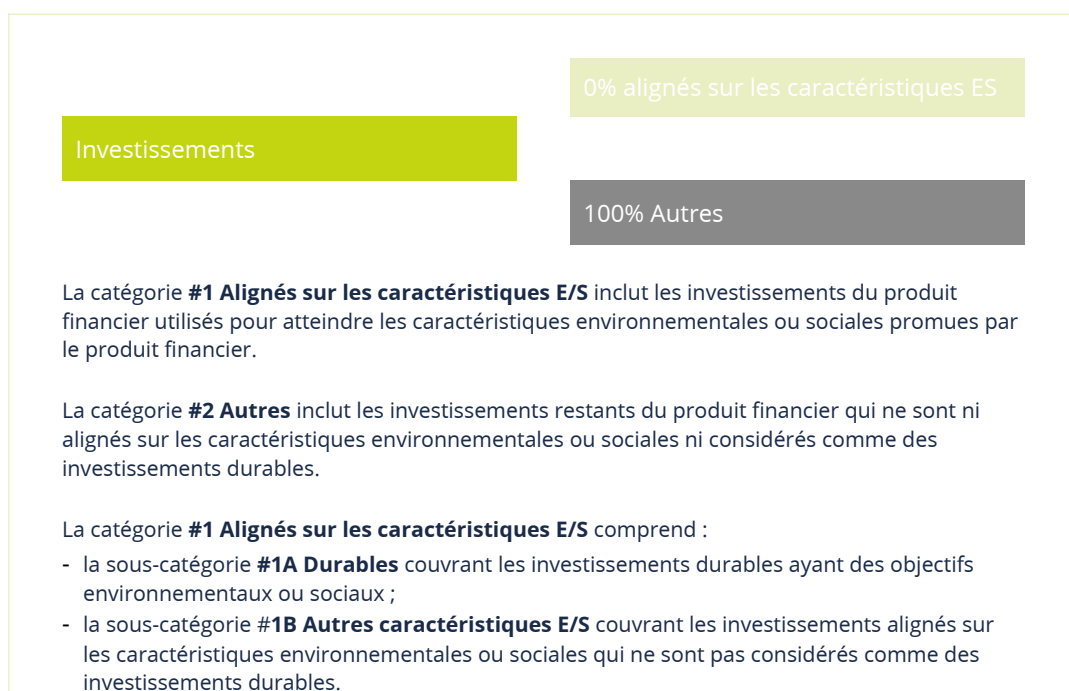 0% alignés sur les caractéristiques ES
Investissements
100% Autres
La catégorie #1 Alignés sur les caractéristiques E/S inclut les investissements du produit
financier utilisés pour atteindre les caractéristiques environnementales ou sociales promues par
le produit financier.
La catégorie #2 Autres inclut les investissements restants du produit financier qui ne sont ni
alignés sur les caractéristiques environnementales ou sociales ni considérés comme des
investissements durables.
La catégorie #1 Alignés sur les caractéristiques E/S comprend :
- la sous-catégorie #1A Durables couvrant les investissements durables ayant des objectifs
environnementaux ou sociaux ;
- la sous-catégorie #1B Autres caractéristiques E/S couvrant les investissements alignés sur
les caractéristiques environnementales ou sociales qui ne sont pas considérés comme des
investissements durables.